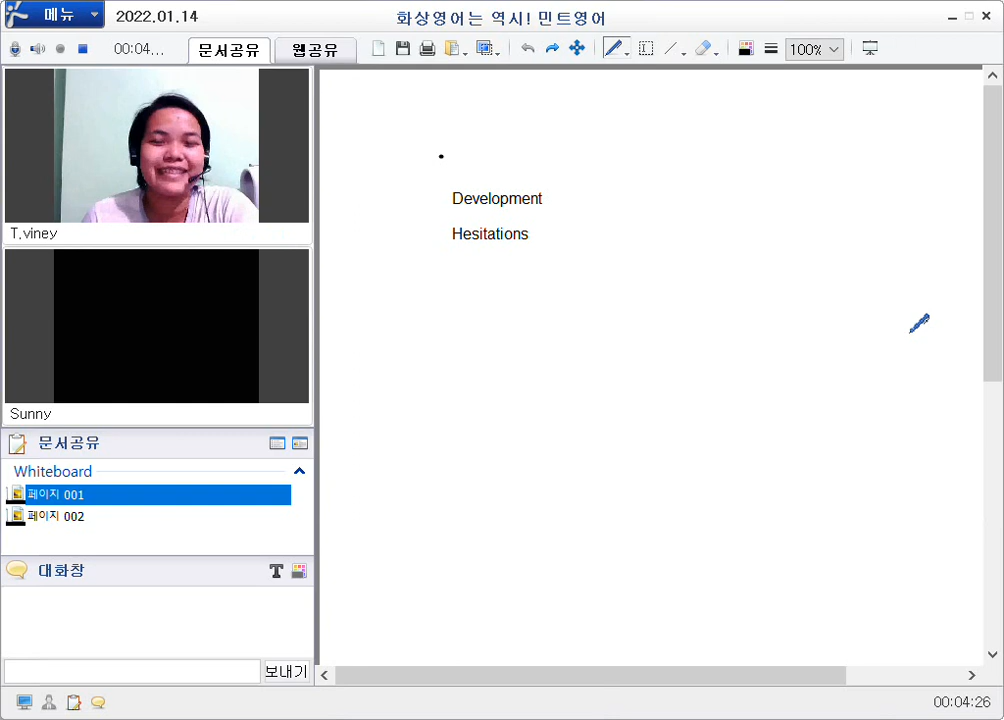 메뉴
2022.01.14
화상영어는 역시! 민트영어
00:04...
문서공유
웹공유
100%
T.viney
Sunny
문서공유
Whiteboard
페이지 001
페이지 002
대화창
T
보내기
Development
Hesitations
00:04:26